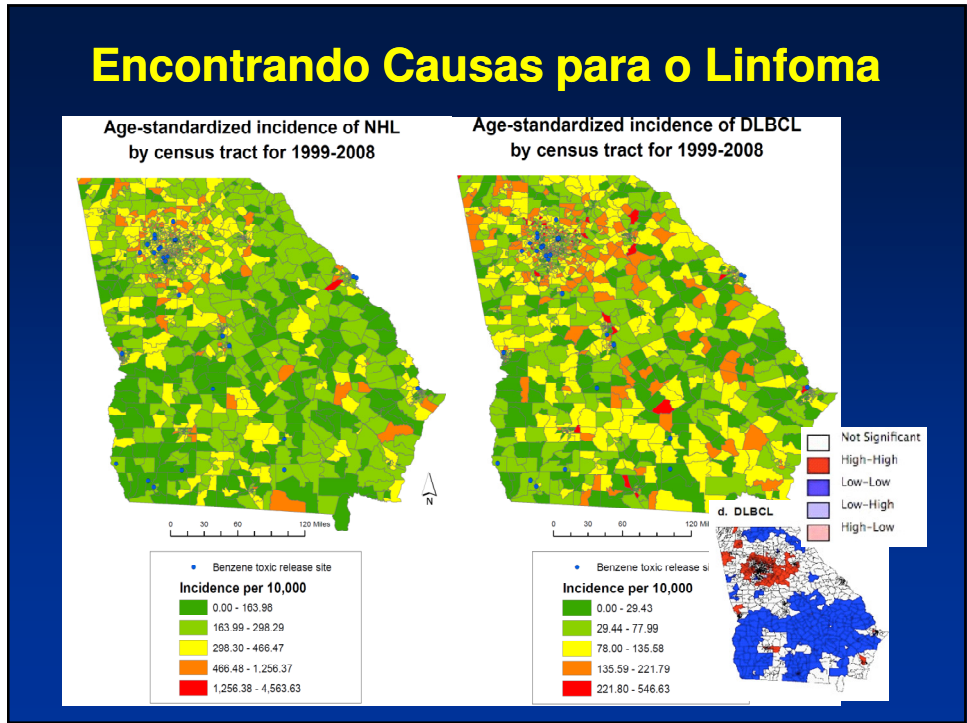 Encontrando Causas para o Linfoma
Age-standardized incidence of NHL
by census tract for 1999-2008
Age-standardized incidence of DLBCL
by census tract for 1999-2008
N
0 30 60 120 Miles
0 30 60 120 Mil
Benzene toxic release site
Incidence per 10,000
0.00 - 163.98
163.99 - 298.29
298.30 - 466.47
466.48 - 1,256.37
1,256.38 - 4,563.63
Benzene toxic release si
Incidence per 10,000
0.00 - 29.43
29.44 - 77.99
78.00 - 135.58
135.59 - 221.79
221.80 - 546.63
Not Significant
High-High
Low-Low
Low-High
High-Low
d. DLBCL